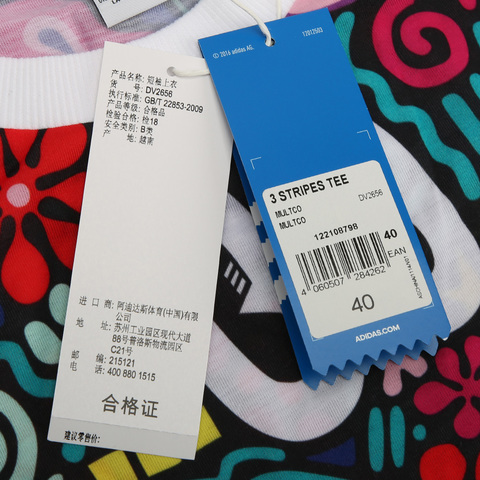 产品名称: 短袖上衣
货 号: DV2656
执行标准: GB/T 22853-2009
产品等级: 合格品
检验合格: 检18
安全类别: B类
产 地: 越南
进 口 商: 阿迪达斯体育(中国)有限公司
地 址: 苏州工业园区现代大道
88号普洛斯物流园区
C21号
邮 编: 215121
电 话: 400 880 1515
合格证
建议零售价:
© 2016 adidas AG.
12012503
3 STRIPES TEE
MULTCO
MULTCO
DV2656
122108798
40
EAN
4 060507 284262
40
ADIDAS.COM